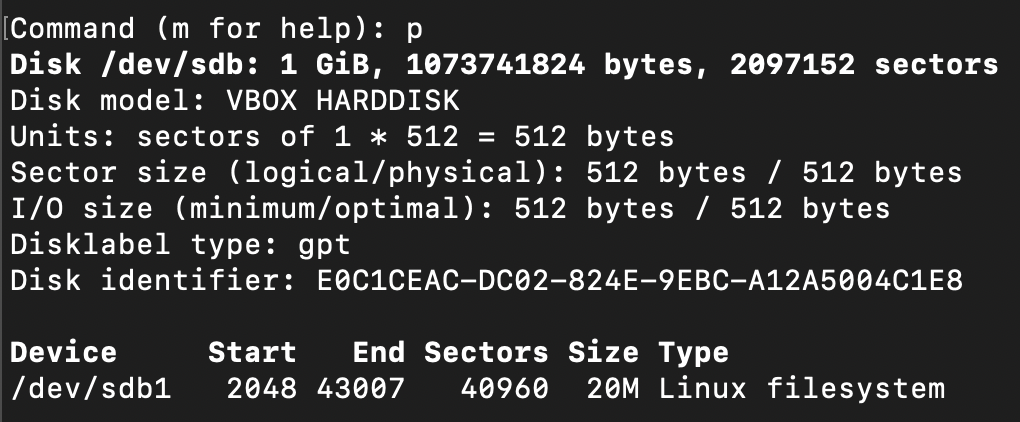 Command (m for help): p
Disk /dev/sdb: 1 GiB, 1073741824 bytes, 2097152 sectors
Disk model: VBOX HARDDISK
Units: sectors of 1 * 512 = 512 bytes
Sector size (logical/physical): 512 bytes / 512 bytes
I/O size (minimum/optimal): 512 bytes / 512 bytes
Disklabel type: gpt
Disk identifier: E0C1CEAC-DC02-824E-9EBC-A12A5004C1E8

Device     Start   End Sectors Size Type
/dev/sdb1   2048 43007   40960  20M Linux filesystem